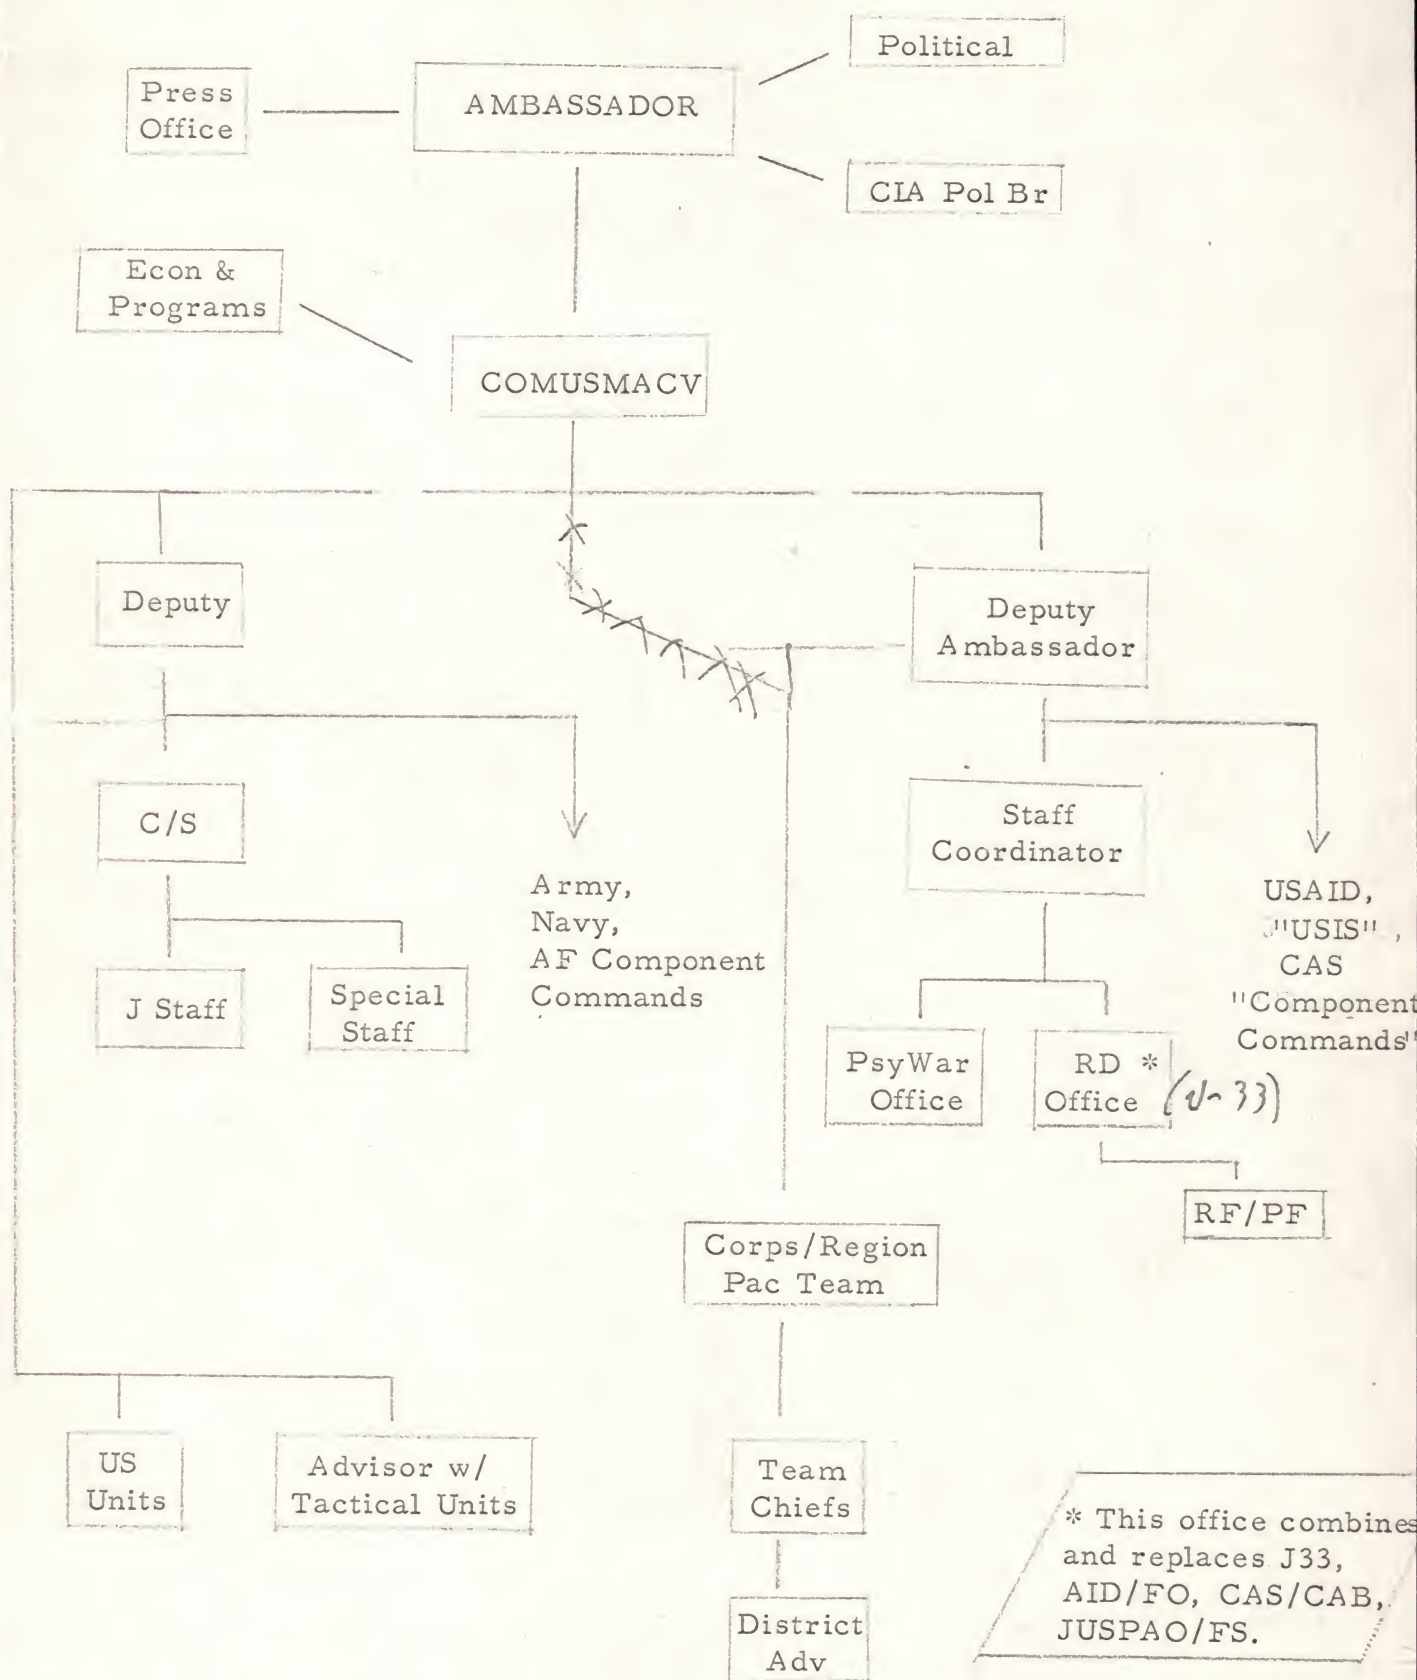 Political
Press
Office
AMBASSADOR
CIA Pol Br
Econ &
Programs
COMUSMACV
Deputy
Deputy
Ambassador
C/S
Staff
Coordinator
Army,
Navy,
AF Component
Commands
USAID,
"USIS",
CAS
"Component
Commands"
J Staff
Special
Staff
PsyWar
Office
RD *
Office (J-33)
RF/PF
Corps/Region
Pac Team
US
Units
Advisor w/
Tactical Units
Team
Chiefs
District
Adv
* This office combines
and replaces J33,
AID/FO, CAS/CAB,
JUSPAO/FS.